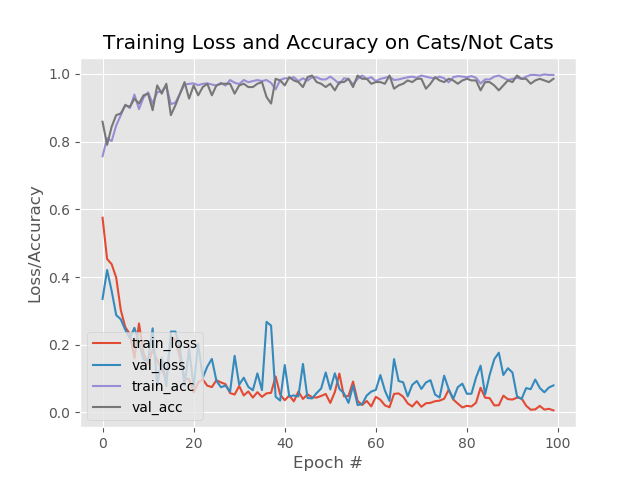 Training Loss and Accuracy on Cats/Not Cats
1.0
0.8
0.6
0.4
0.2
0.0
Loss/Accuracy
train_loss
val_loss
train_acc
val_acc
0 20 40 60 80 100
Epoch #